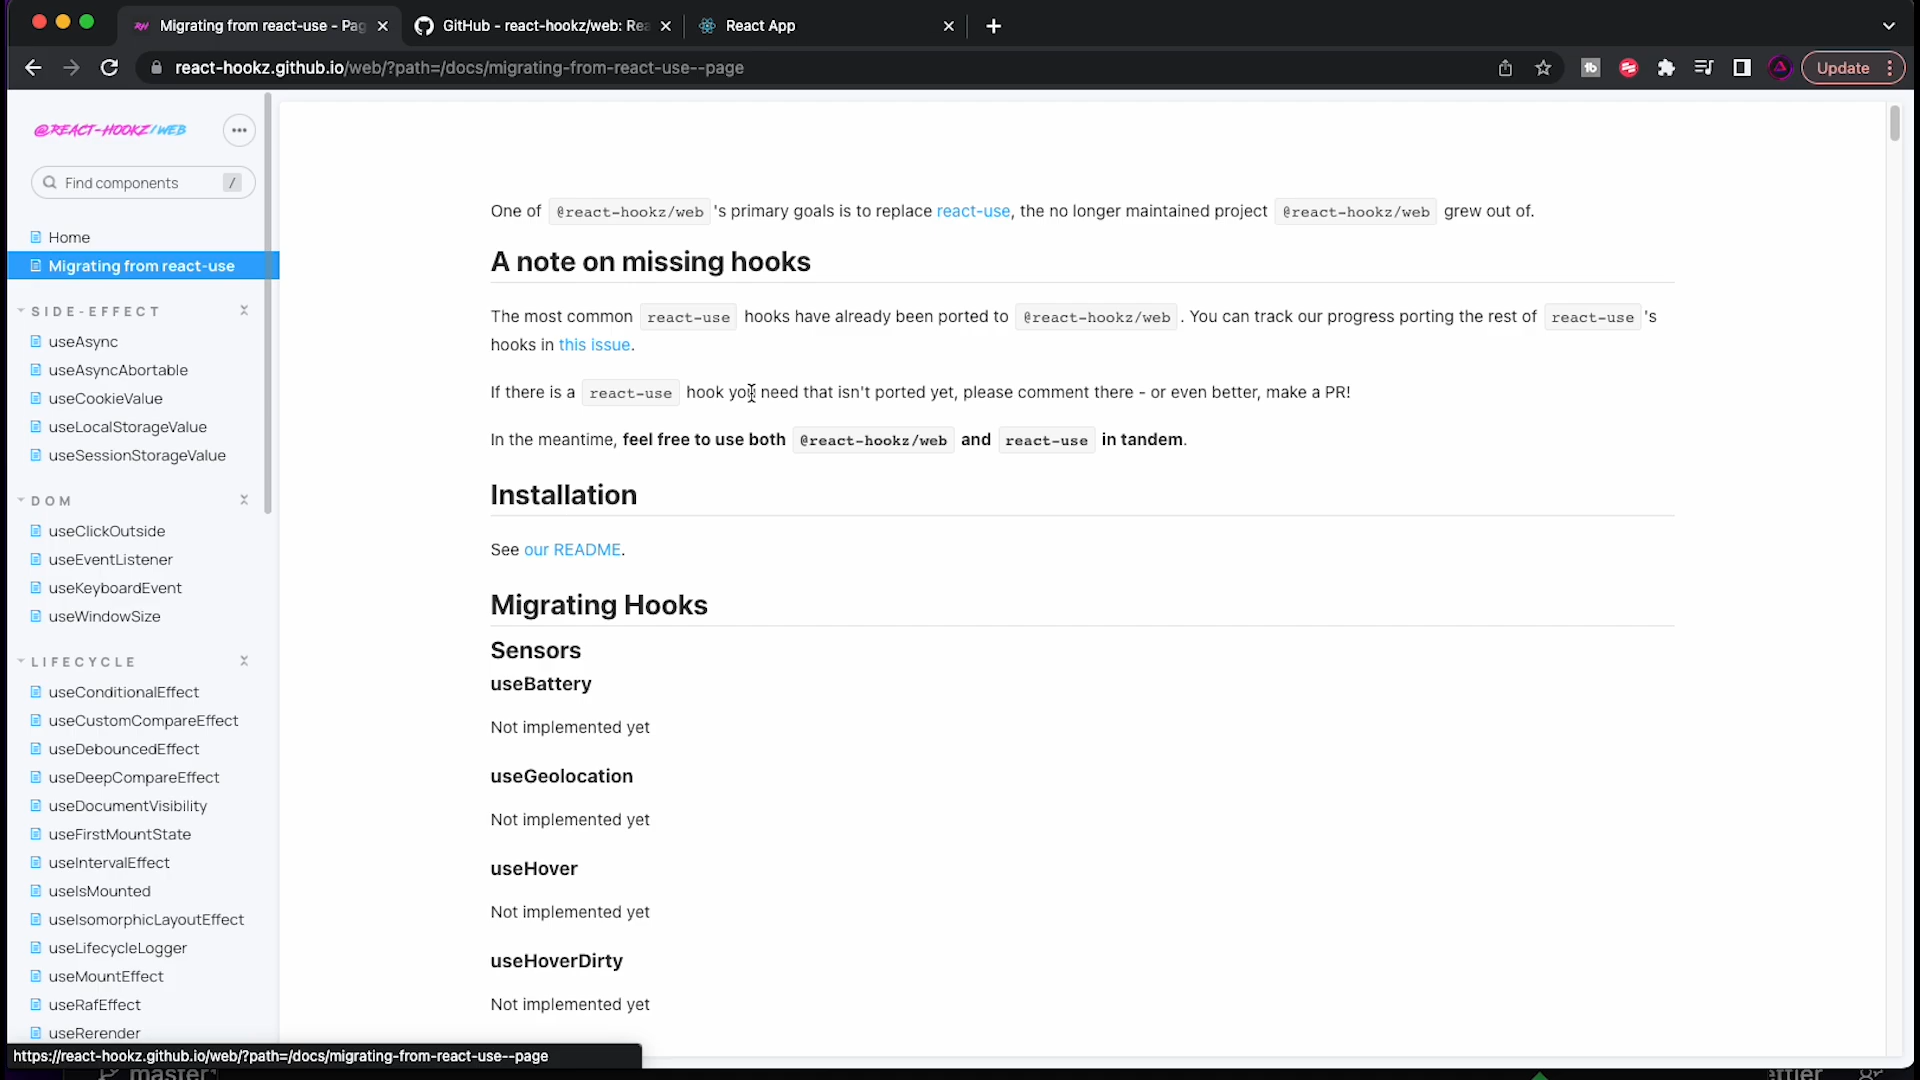 Migrating from react-use - Pag
GitHub - react-hookz/web: Rea
React App
react-hookz.github.io/web/?path=/docs/migrating-from-react-use--page
Update
@REACT-HOOKZ/WEB
Find components
/
Home
Migrating from react-use
SIDE-EFFECT
useAsync
useAsyncAbortable
useCookieValue
useLocalStorageValue
useSessionStorageValue
DOM
useClickOutside
useEventListener
useKeyboardEvent
useWindowSize
LIFECYCLE
useConditionalEffect
useCustomCompareEffect
useDebouncedEffect
useDeepCompareEffect
useDocumentVisibility
useFirstMountState
useIntervalEffect
useIsMounted
useIsomorphicLayoutEffect
useLifecycleLogger
useMountEffect
useRafEffect
useRerender
One of @react-hookz/web 's primary goals is to replace react-use, the no longer maintained project @react-hookz/web grew out of.
A note on missing hooks
The most common react-use hooks have already been ported to @react-hookz/web . You can track our progress porting the rest of react-use 's
hooks in this issue.
If there is a react-use hook you need that isn't ported yet, please comment there - or even better, make a PR!
In the meantime, feel free to use both @react-hookz/web and react-use in tandem.
Installation
See our README.
Migrating Hooks
Sensors
useBattery
Not implemented yet
useGeolocation
Not implemented yet
useHover
Not implemented yet
useHoverDirty
Not implemented yet
https://react-hookz.github.io/web/?path=/docs/migrating-from-react-use--page
master